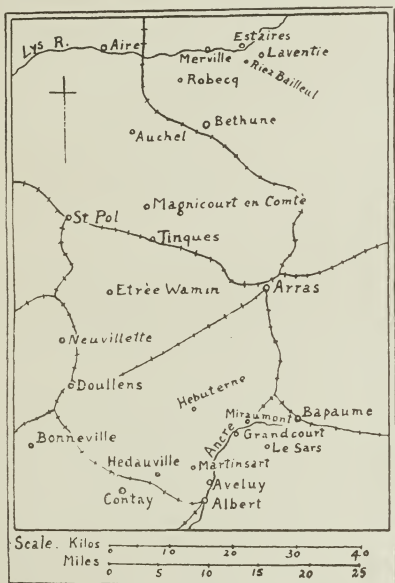 Estaires
Lys R.
Aire
Merville
Laventie
Riez Bailleul
Robecq
Bethune
Auchel
Magnicourt en Comtè
St Pol
Tinques
Etrèe Wamin
Arras
Neuvillette
Doullens
Hebuterne
Miraumont
Bapaume
Ancre
Grandcourt
Bonneville
Le Sars
Hedauville
Martinsart
Contay
Aveluy
Albert
Scale. Kilos 0 10 20 30 40
Miles 0 5 10 15 20 25